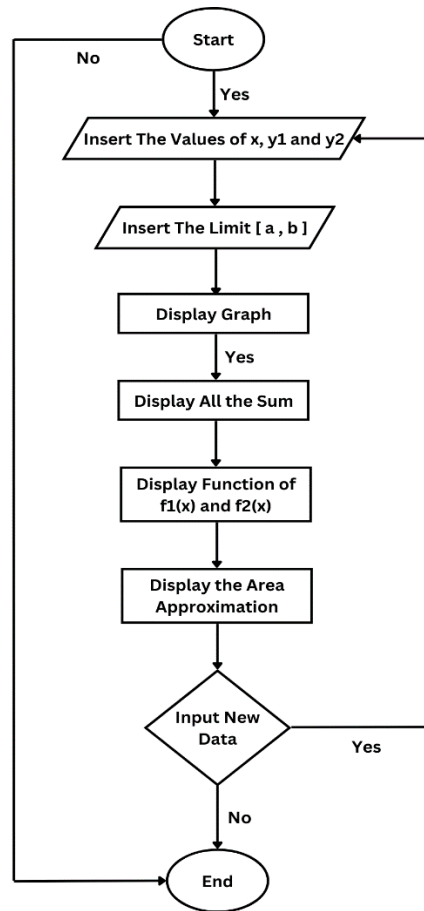 Start
No
Yes
Insert The Values of x, y1 and y2
Insert The Limit [ a , b ]
Display Graph
Yes
Display All the Sum
Display Function of
f1(x) and f2(x)
Display the Area
Approximation
Input New
Data
Yes
No
End